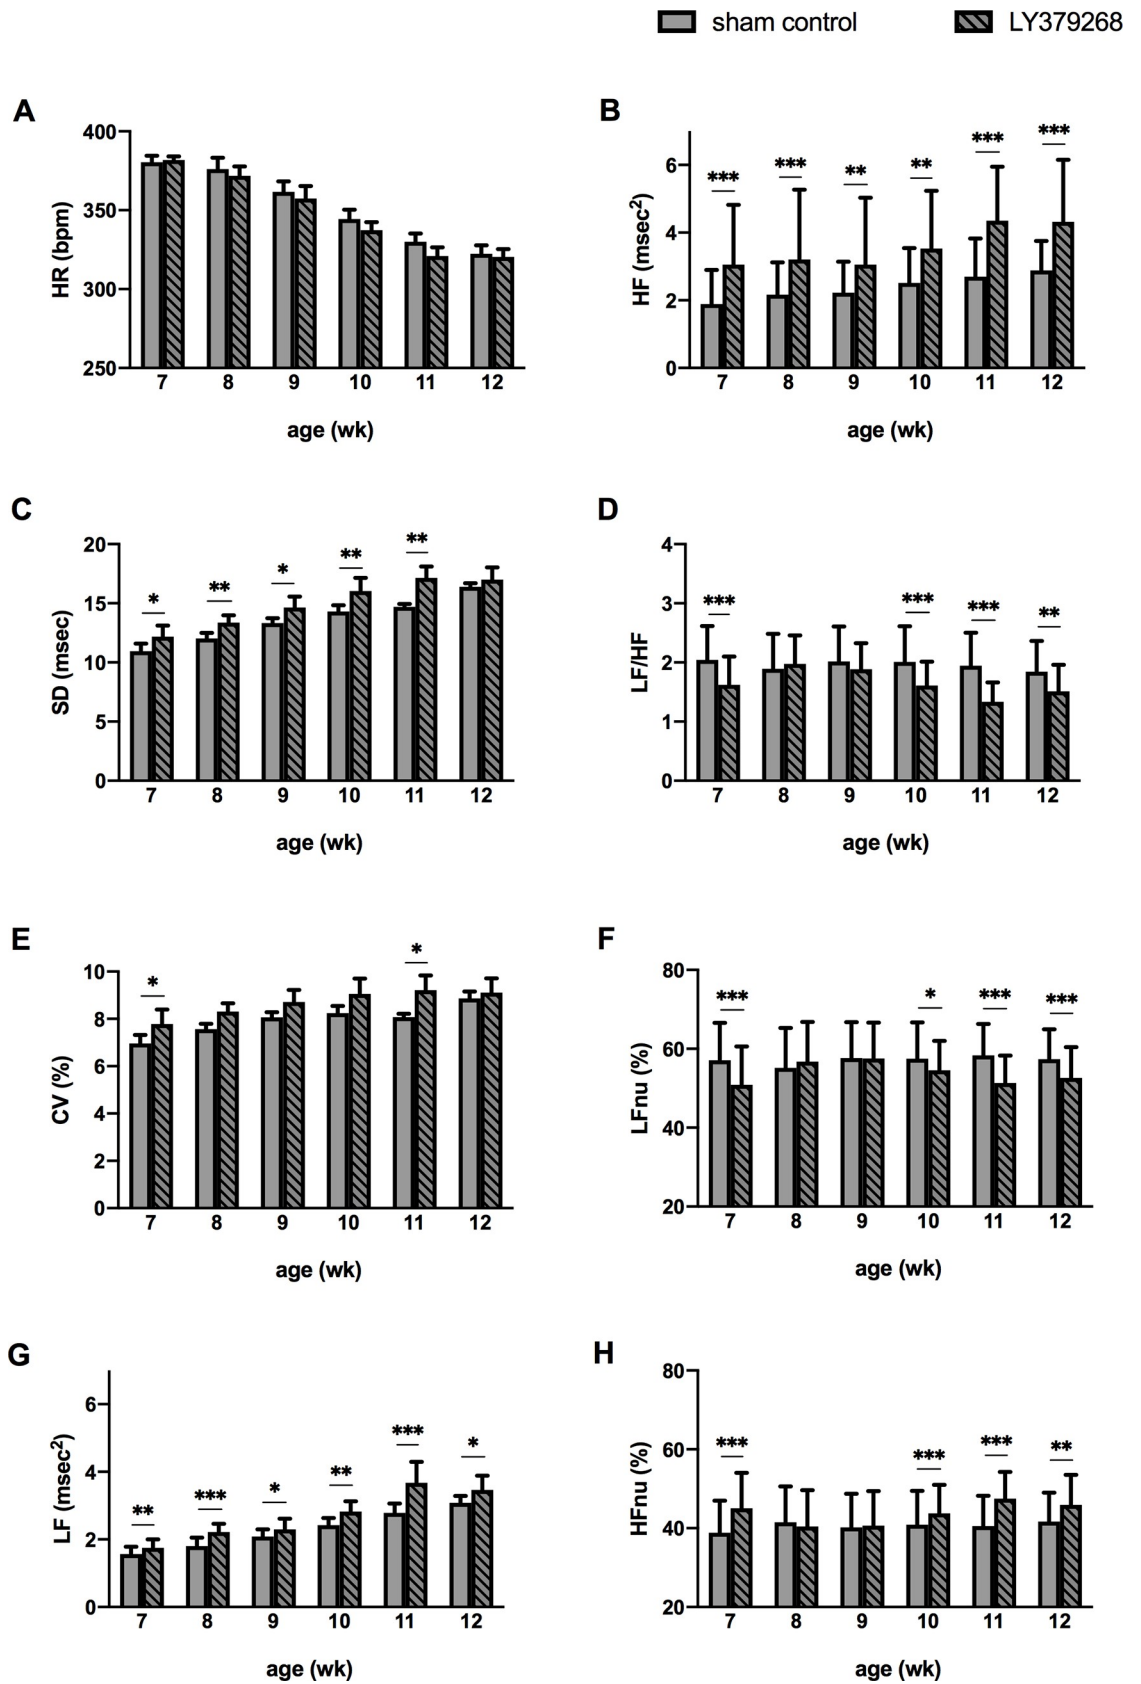 sham control LY379268
A
400
350
300
250
HR (bpm)
7 8 9 10 11 12
age (wk)
B
*** *** ** ** *** ***
6
4
2
0
HF (msec2)
7 8 9 10 11 12
age (wk)
C
* ** * ** **
20
15
10
5
0
SD (msec)
7 8 9 10 11 12
age (wk)
D
*** *** *** **
4
3
2
1
0
LF/HF
7 8 9 10 11 12
age (wk)
E
* *
10
8
6
4
2
0
CV (%)
7 8 9 10 11 12
age (wk)
F
*** * *** ***
80
60
40
20
LFnu (%)
7 8 9 10 11 12
age (wk)
G
** *** * ** *** *
6
4
2
0
LF (msec2)
7 8 9 10 11 12
age (wk)
H
*** *** *** **
80
60
40
20
HFnu (%)
7 8 9 10 11 12
age (wk)